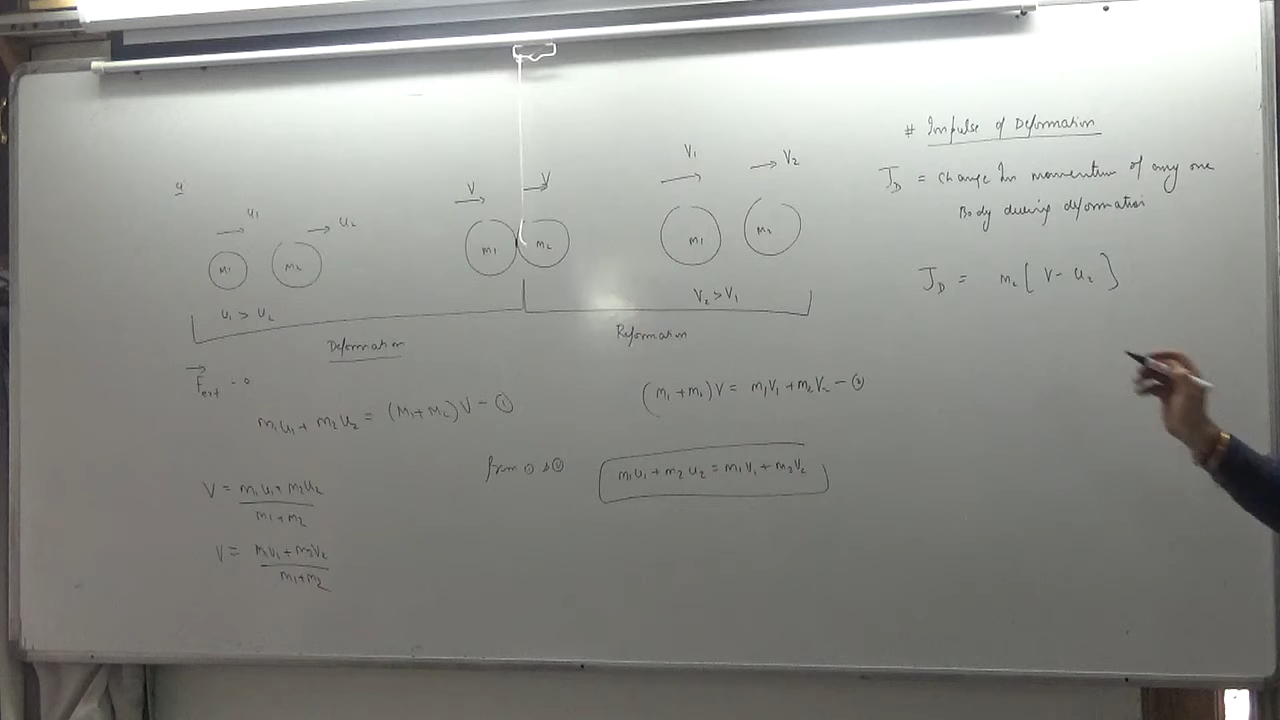 u
u₁
u₂
m₁
m₂
u₁ > u₂
V
V
m₁
m₂
V₁
V₂
m₁
m₂
V₂ > V₁
Deformation
Reformation
F⃗ext = 0
m₁u₁ + m₂u₂ = (M₁+M₂)V – ①
(m₁ + m₂)V = m₁V₁ + m₂V₂ – ②
from ① & ②
m₁u₁ + m₂u₂ = m₁V₁ + m₂V₂
V = m₁u₁ + m₂u₂
m₁+m₂
V = m₁V₁ + m₂V₂
m₁+m₂
# Impulse of Deformation
J_D = change in momentum of any one
Body during deformation
J_D = m₂[V – u₂]